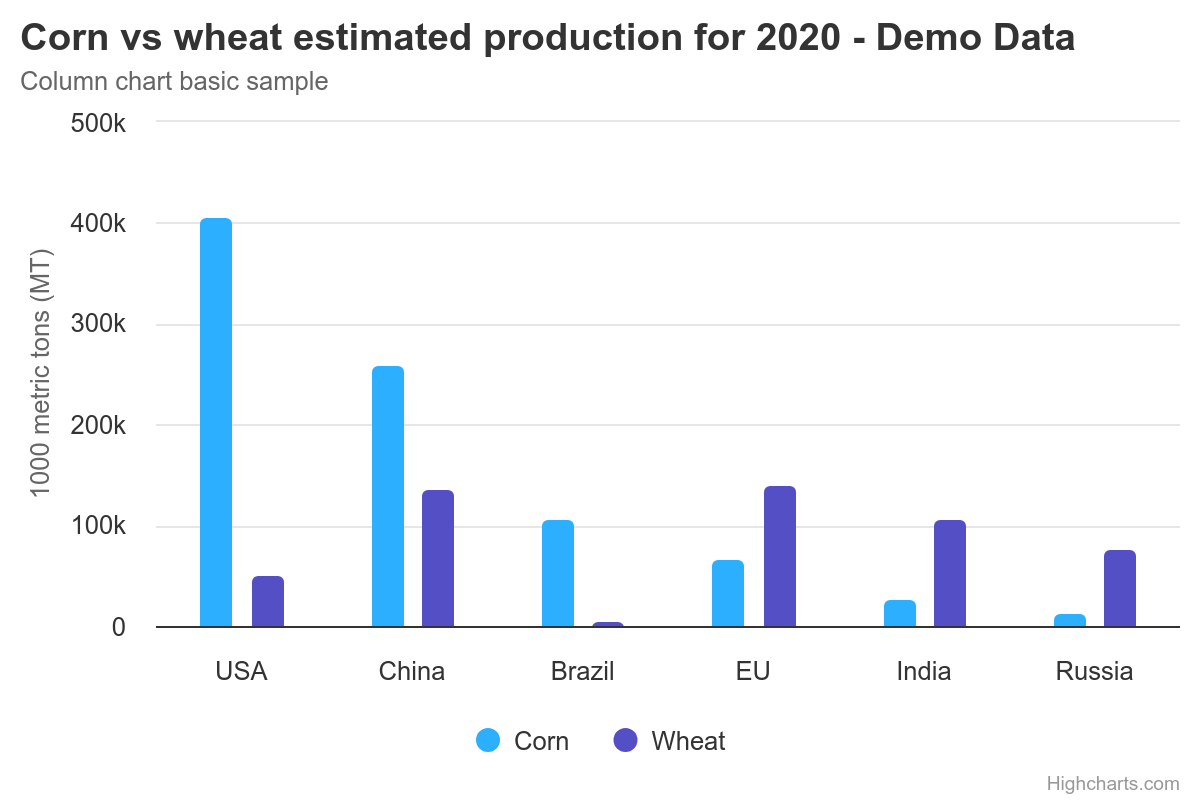 Corn vs wheat estimated production for 2020 - Demo Data
Column chart basic sample
1000 metric tons (MT)
500k
400k
300k
200k
100k
0
USA China Brazil EU India Russia
Corn Wheat
Highcharts.com